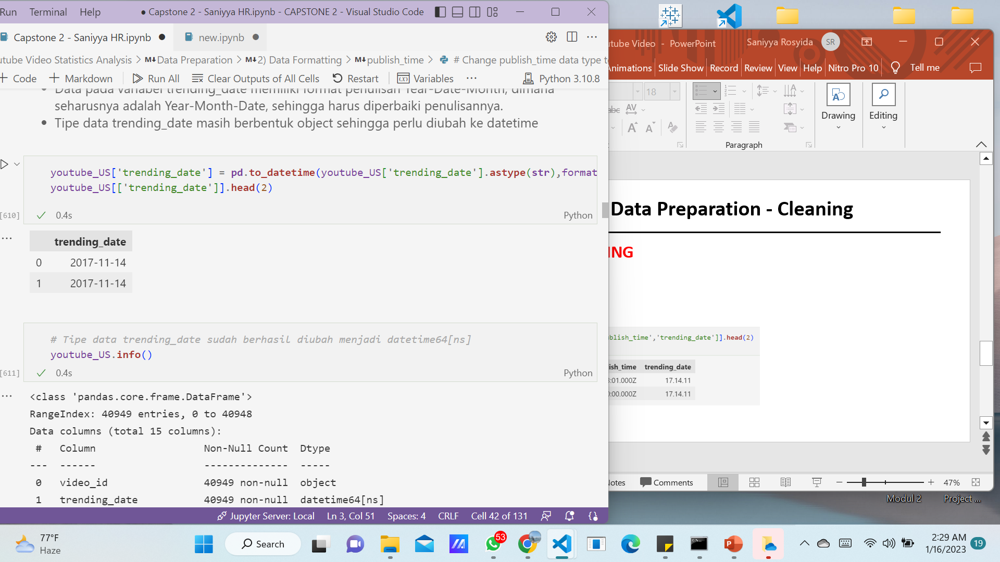 Run Terminal Help ● Capstone 2 - Saniyya HR.ipynb - CAPSTONE 2 - Visual Studio Code
Capstone 2 - Saniyya HR.ipynb ●
new.ipynb ●
utube Video Statistics Analysis > M↓Data Preparation > M↓2) Data Formatting > M↓publish_time > # Change publish_time data type t
+ Code + Markdown Run All Clear Outputs of All Cells Restart Variables ··· Python 3.10.8
• Data pada variabel trending_date memiliki format penulisan Year-Date-Month, dimana
seharusnya adalah Year-Month-Date, sehingga harus diperbaiki penulisannya.
• Tipe data trending_date masih berbentuk object sehingga perlu diubah ke datetime
youtube_US['trending_date'] = pd.to_datetime(youtube_US['trending_date'].astype(str),format
youtube_US[['trending_date']].head(2)
[610] 0.4s Python
trending_date
0 2017-11-14
1 2017-11-14
# Tipe data trending_date sudah berhasil diubah menjadi datetime64[ns]
youtube_US.info()
[611] 0.4s Python
<class 'pandas.core.frame.DataFrame'>
RangeIndex: 40949 entries, 0 to 40948
Data columns (total 15 columns):
# Column Non-Null Count Dtype
--- ------ -------------- -----
0 video_id 40949 non-null object
1 trending_date 40949 non-null datetime64[ns]
Jupyter Server: Local Ln 3, Col 51 Spaces: 4 CRLF Cell 42 of 131
utube Video - PowerPoint Saniyya Rosyida SR
Animations Slide Show Record Review View Help Nitro Pro 10 Tell me
18
abc AV
Drawing
Editing
A A
Paragraph
Data Preparation - Cleaning
ING
blish_time','trending_date']].head(2)
ish_time trending_date
:01.000Z 17.14.11
:00.000Z 17.14.11
otes Comments 47%
Modul 2 Project ...
77°F
Haze
Search
53
2:29 AM
1/16/2023
19